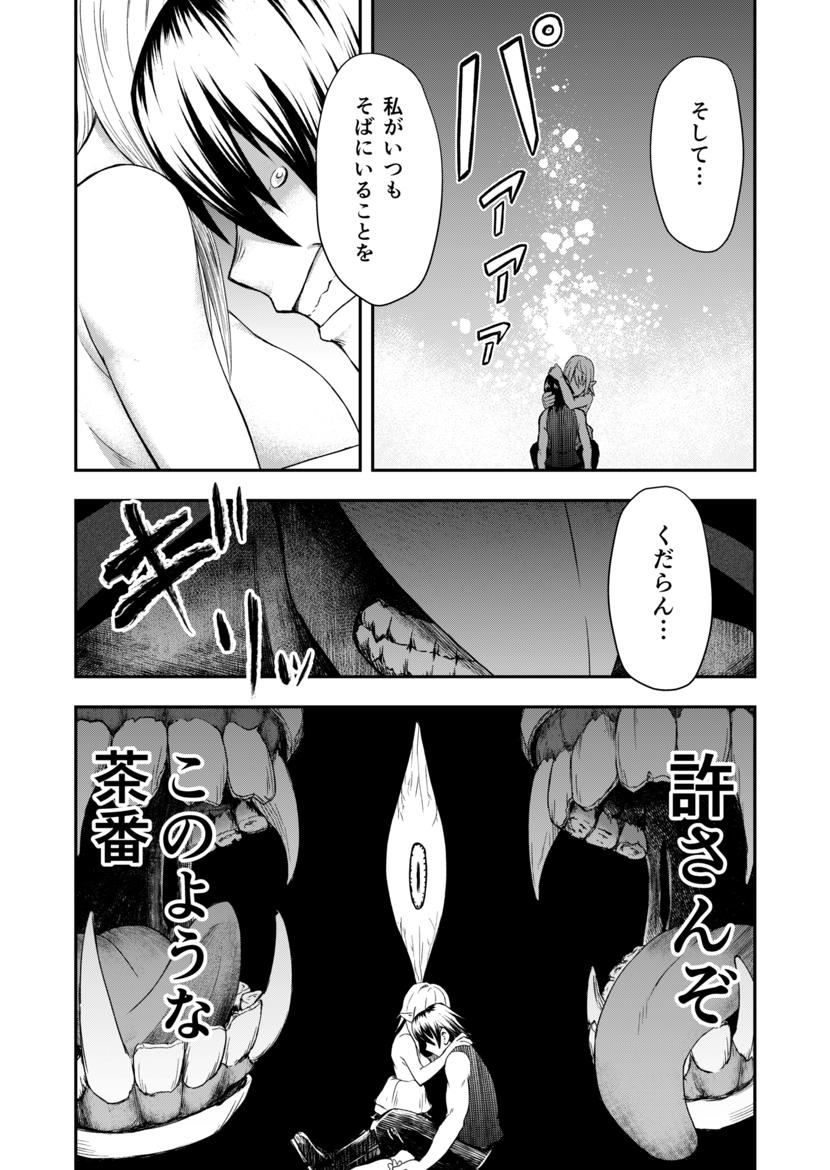 そして…
パアアア
私がいつも
そばにいることを
くだらん…
ギリッ
許さんぞ
このような
茶番